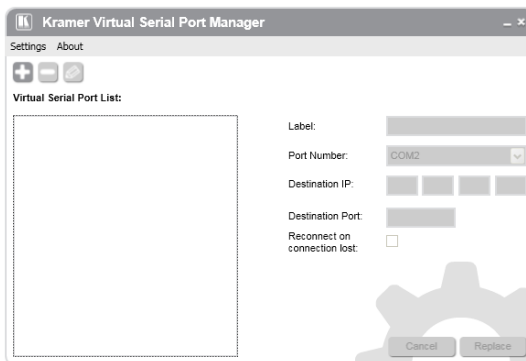 Kramer Virtual Serial Port Manager
Settings About
Virtual Serial Port List:
Label:
Port Number: COM2
Destination IP:
Destination Port:
Reconnect on
connection lost:
Cancel Replace